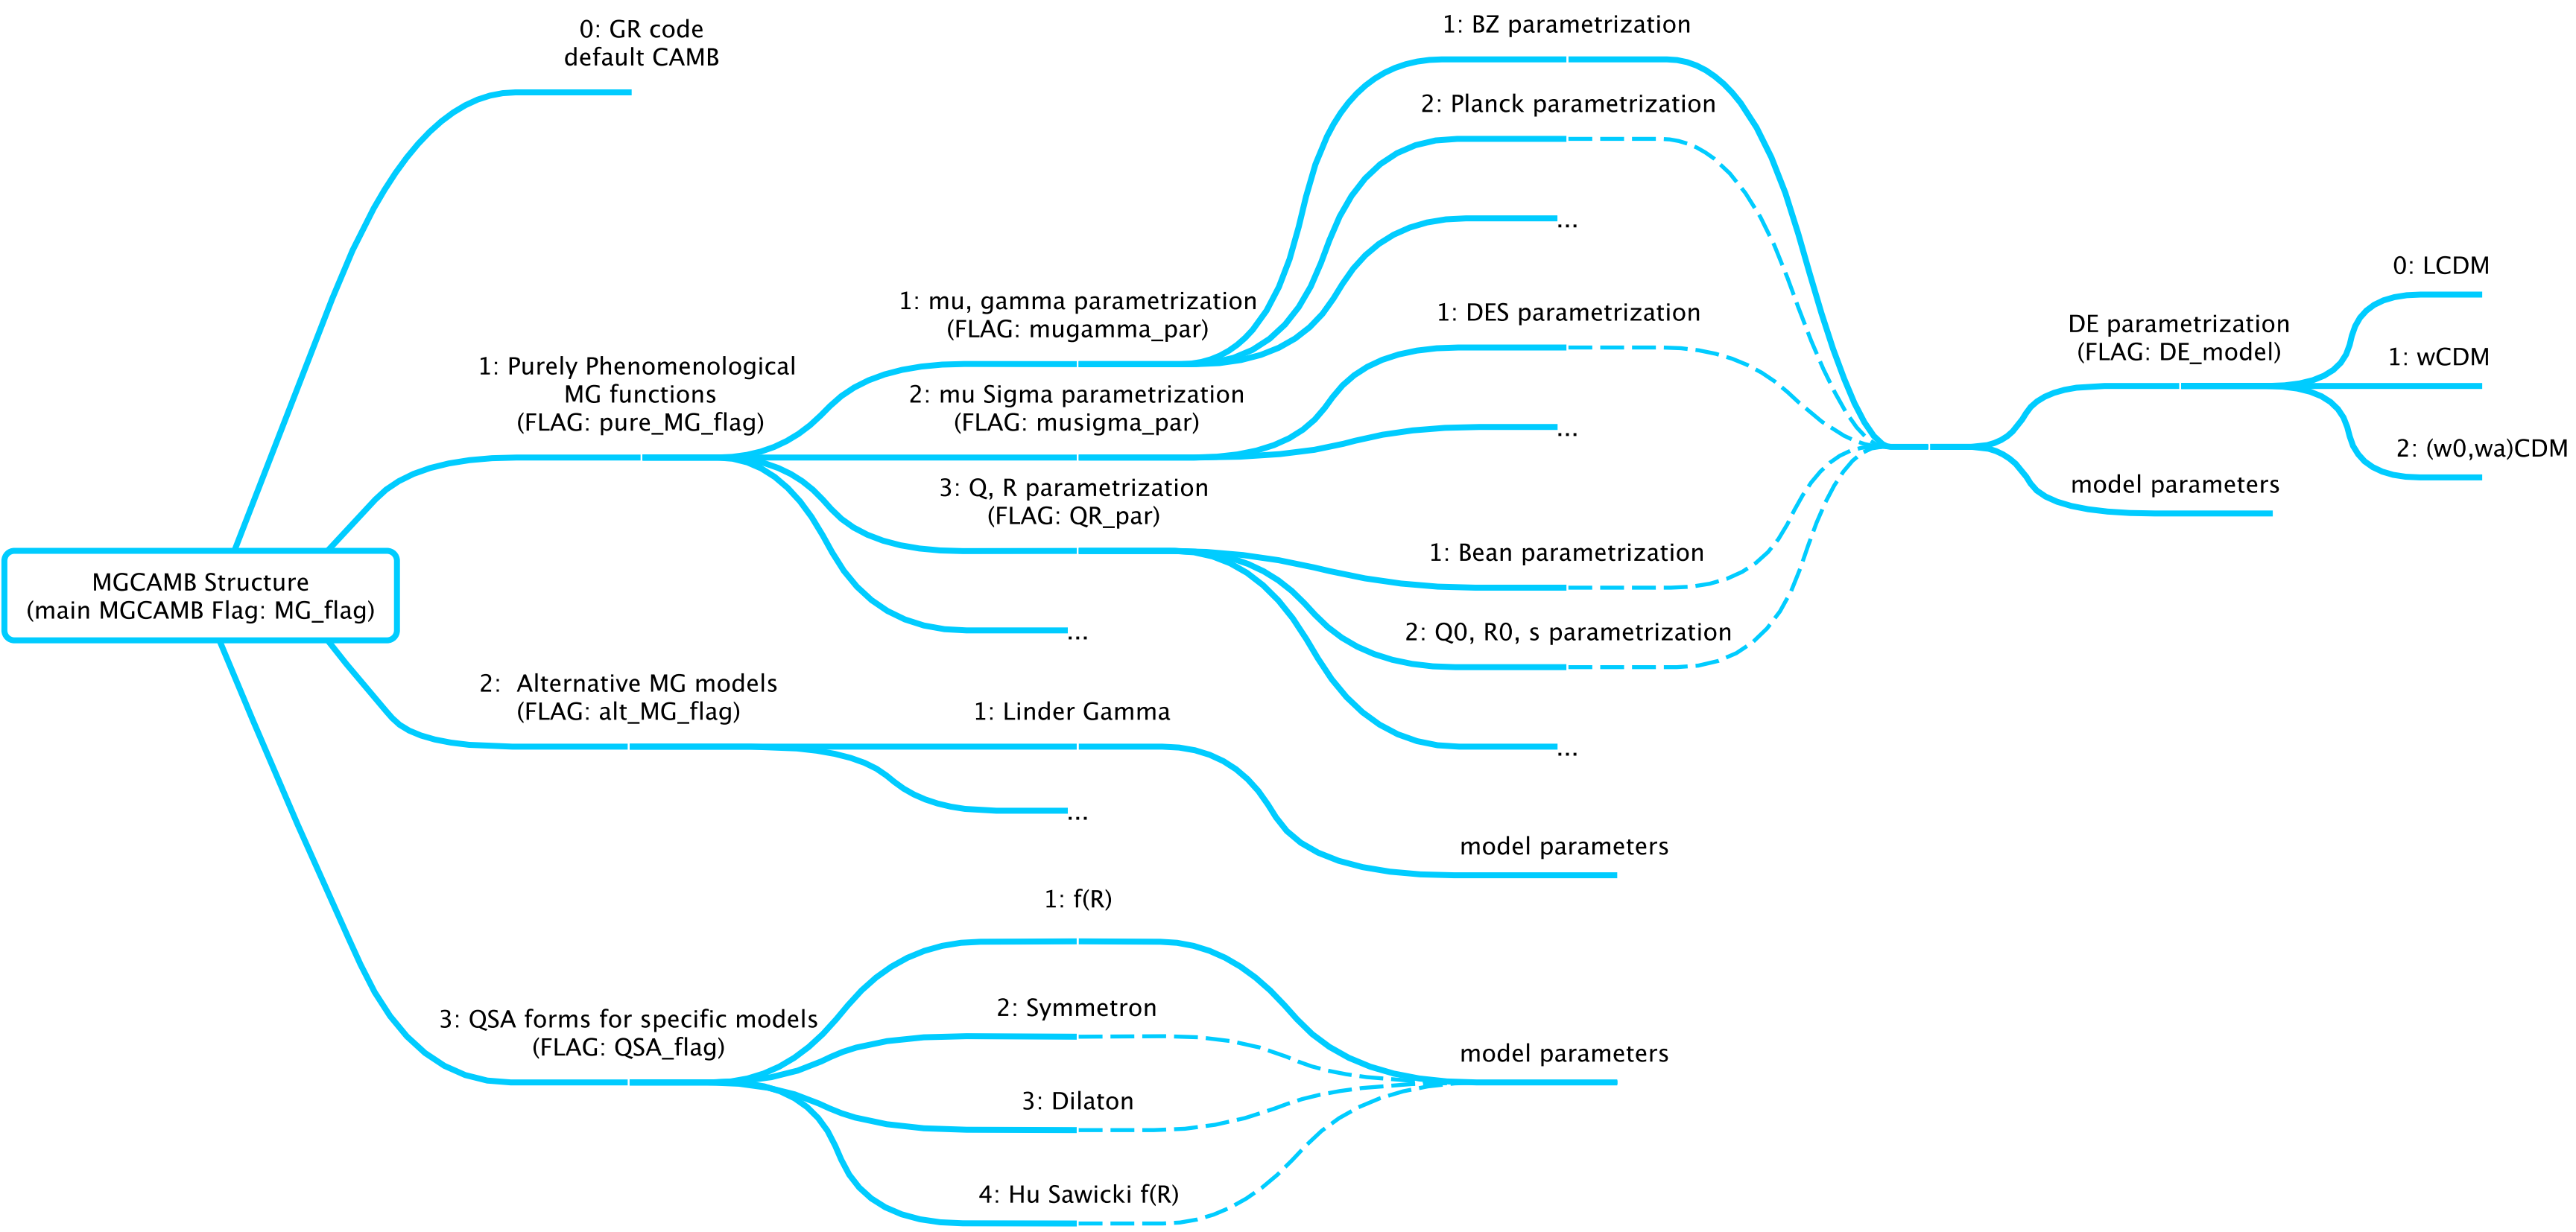 0: GR code
default CAMB
1: BZ parametrization
2: Planck parametrization
...
1: mu, gamma parametrization
(FLAG: mugamma_par)
1: DES parametrization
...
1: Purely Phenomenological
MG functions
(FLAG: pure_MG_flag)
2: mu Sigma parametrization
(FLAG: musigma_par)
3: Q, R parametrization
(FLAG: QR_par)
...
1: Bean parametrization
2: Q0, R0, s parametrization
...
DE parametrization
(FLAG: DE_model)
0: LCDM
1: wCDM
2: (w0,wa)CDM
model parameters
MGCAMB Structure
(main MGCAMB Flag: MG_flag)
2:  Alternative MG models
(FLAG: alt_MG_flag)
1: Linder Gamma
...
model parameters
3: QSA forms for specific models
(FLAG: QSA_flag)
1: f(R)
2: Symmetron
3: Dilaton
4: Hu Sawicki f(R)
model parameters